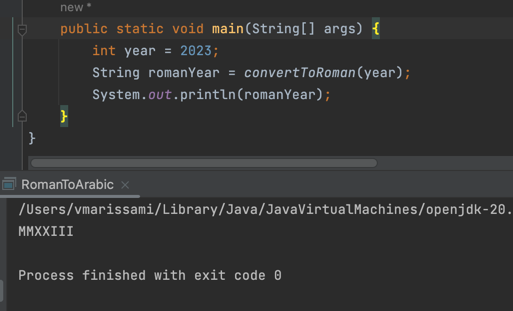 new *
public static void main(String[] args) {
int year = 2023;
String romanYear = convertToRoman(year);
System.out.println(romanYear);
}
}
RomanToArabic ×
/Users/vmarissami/Library/Java/JavaVirtualMachines/openjdk-20.
MMXXIII
Process finished with exit code 0